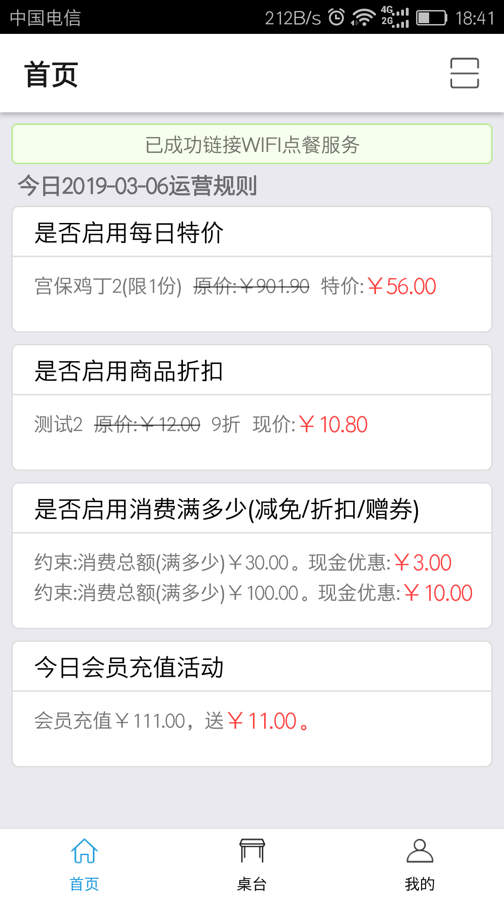 中国电信 212B/s 4G 2G 18:41
首页
已成功链接WIFI点餐服务
今日2019-03-06运营规则
是否启用每日特价
宫保鸡丁2(限1份) 原价:￥901.90 特价:￥56.00
是否启用商品折扣
测试2 原价:￥12.00 9折 现价:￥10.80
是否启用消费满多少(减免/折扣/赠券)
约束:消费总额(满多少)￥30.00。现金优惠:￥3.00
约束:消费总额(满多少)￥100.00。现金优惠:￥10.00
今日会员充值活动
会员充值￥111.00，送￥11.00。
首页 桌台 我的